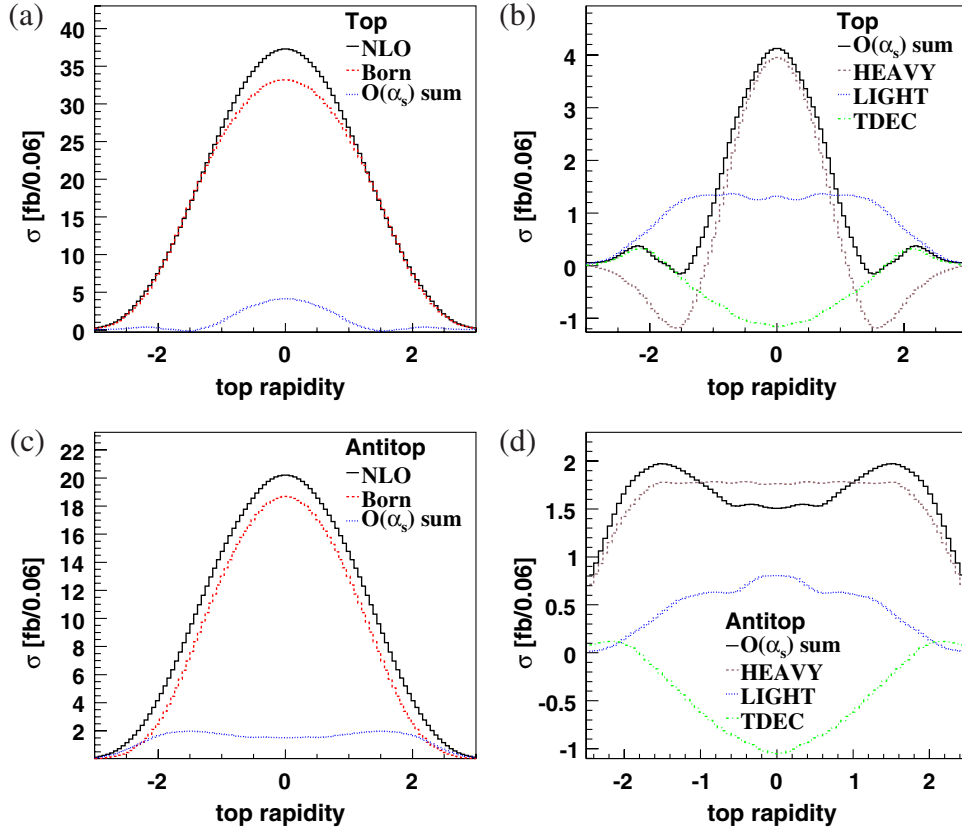 (a)
Top
NLO
Born
O(αs) sum
σ [fb/0.06]
40
35
30
25
20
15
10
5
0
-2 0 2
top rapidity
(b)
Top
O(αs) sum
HEAVY
LIGHT
TDEC
σ [fb/0.06]
4
3
2
1
0
-1
-2 0 2
top rapidity
(c)
Antitop
NLO
Born
O(αs) sum
σ [fb/0.06]
22
20
18
16
14
12
10
8
6
4
2
-2 0 2
top rapidity
(d)
Antitop
O(αs) sum
HEAVY
LIGHT
TDEC
σ [fb/0.06]
2
1.5
1
0.5
0
-0.5
-1
-2 -1 0 1 2
top rapidity